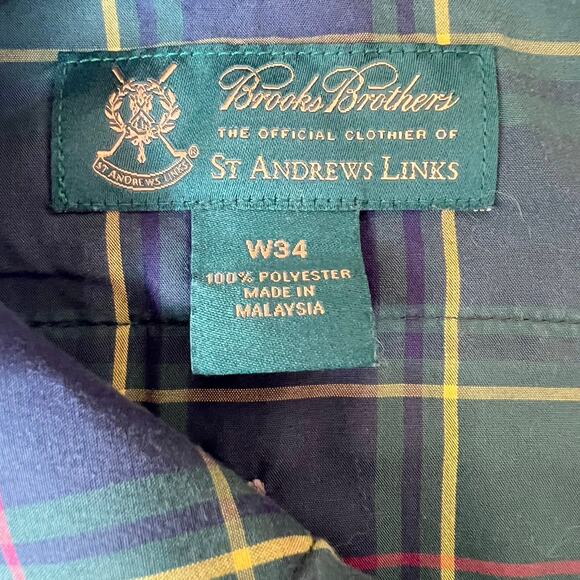 Brooks Brothers
THE OFFICIAL CLOTHIER OF
ST ANDREWS LINKS
ST ANDREWS LINKS ®
W34
100% POLYESTER
MADE IN
MALAYSIA